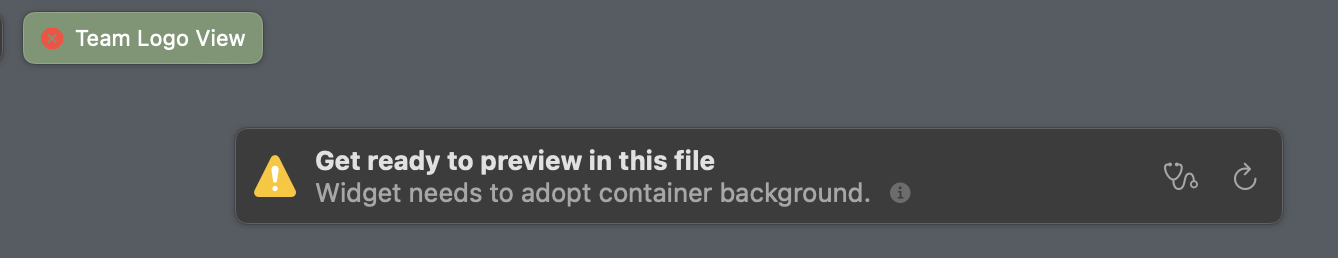 Team Logo View
Get ready to preview in this file
Widget needs to adopt container background.